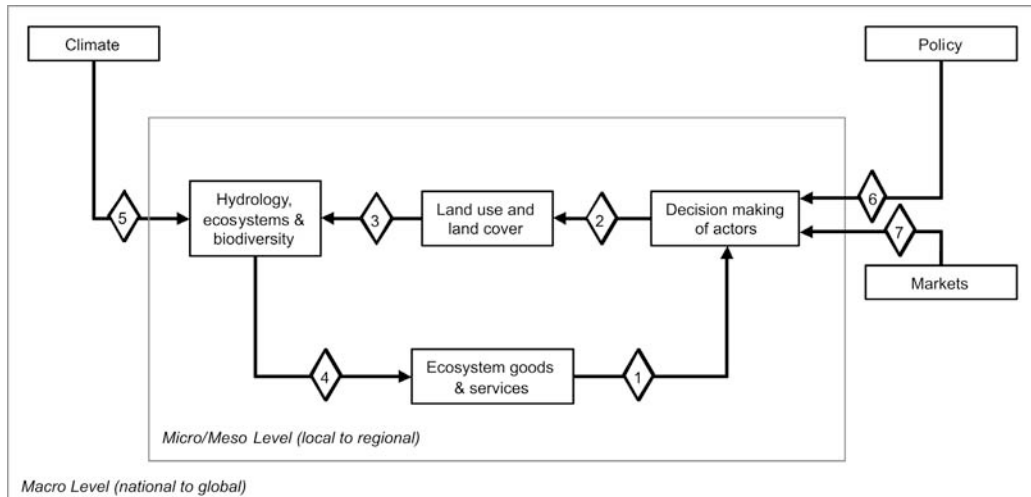 Climate
Policy
Hydrology,
ecosystems &
biodiversity
Land use and
land cover
Decision making
of actors
5
3
2
6
7
Markets
4
Ecosystem goods
& services
1
Micro/Meso Level (local to regional)
Macro Level (national to global)